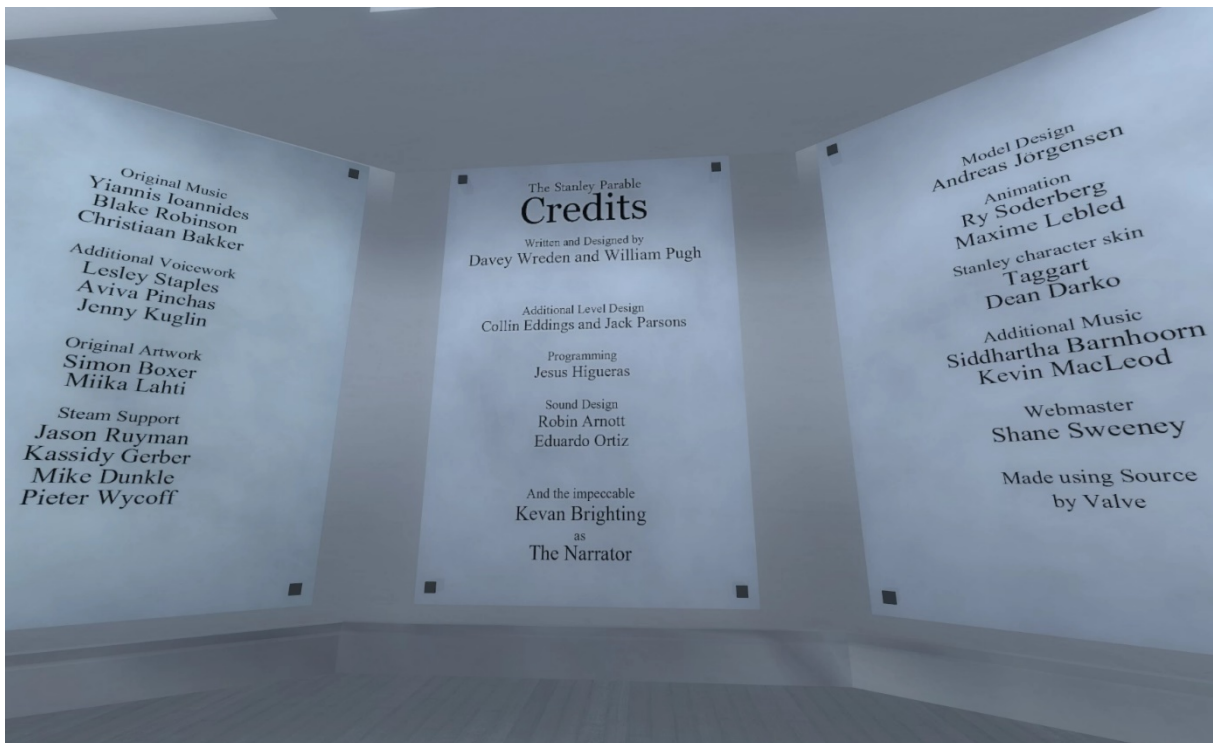 Original Music
Yiannis Ioannides
Blake Robinson
Christiaan Bakker
Additional Voicework
Lesley Staples
Aviva Pinchas
Jenny Kuglin
Original Artwork
Simon Boxer
Miika Lahti
Steam Support
Jason Ruyman
Kassidy Gerber
Mike Dunkle
Pieter Wycoff
The Stanley Parable
Credits
Written and Designed by
Davey Wreden and William Pugh
Additional Level Design
Collin Eddings and Jack Parsons
Programming
Jesus Higueras
Sound Design
Robin Arnott
Eduardo Ortiz
And the impeccable
Kevan Brighting
as
The Narrator
Model Design
Andreas Jörgensen
Animation
Ry Soderberg
Maxime Lebled
Stanley character skin
Taggart
Dean Darko
Additional Music
Siddhartha Barnhoorn
Kevin MacLeod
Webmaster
Shane Sweeney
Made using Source
by Valve